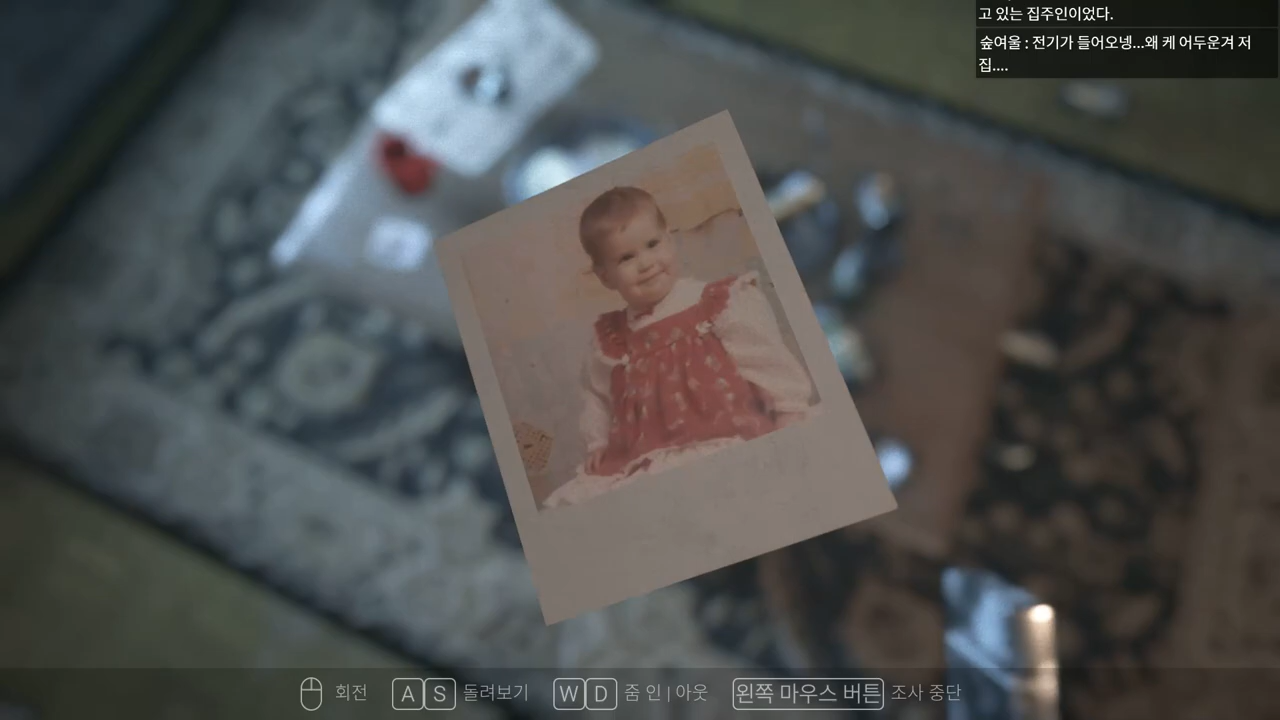 고 있는 집주인이었다.
숲여울 : 전기가 들어오넹...왜 케 어두운겨 저
집....
회전 A S 돌려보기 W D 줌 인 | 아웃 왼쪽 마우스 버튼 조사 중단